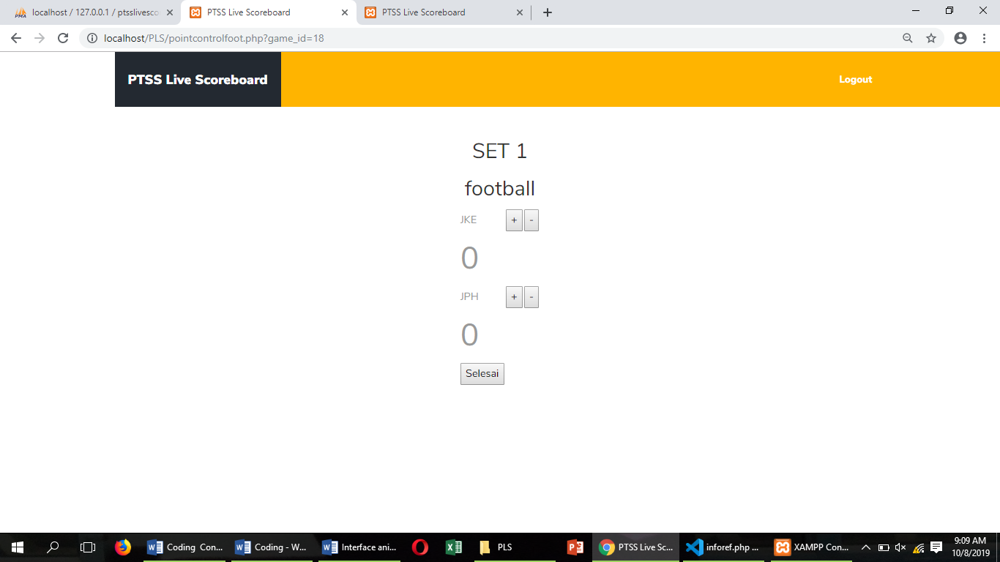 PMA localhost / 127.0.0.1 / ptsslivesco
PTSS Live Scoreboard
PTSS Live Scoreboard
localhost/PLS/pointcontrolfoot.php?game_id=18
PTSS Live Scoreboard
Logout
SET 1
football
JKE + -
0
JPH + -
0
Selesai
Coding Con...
Coding - W...
Interface ani...
PLS
PTSS Live Sc...
inforef.php ...
XAMPP Con...
9:09 AM
10/8/2019